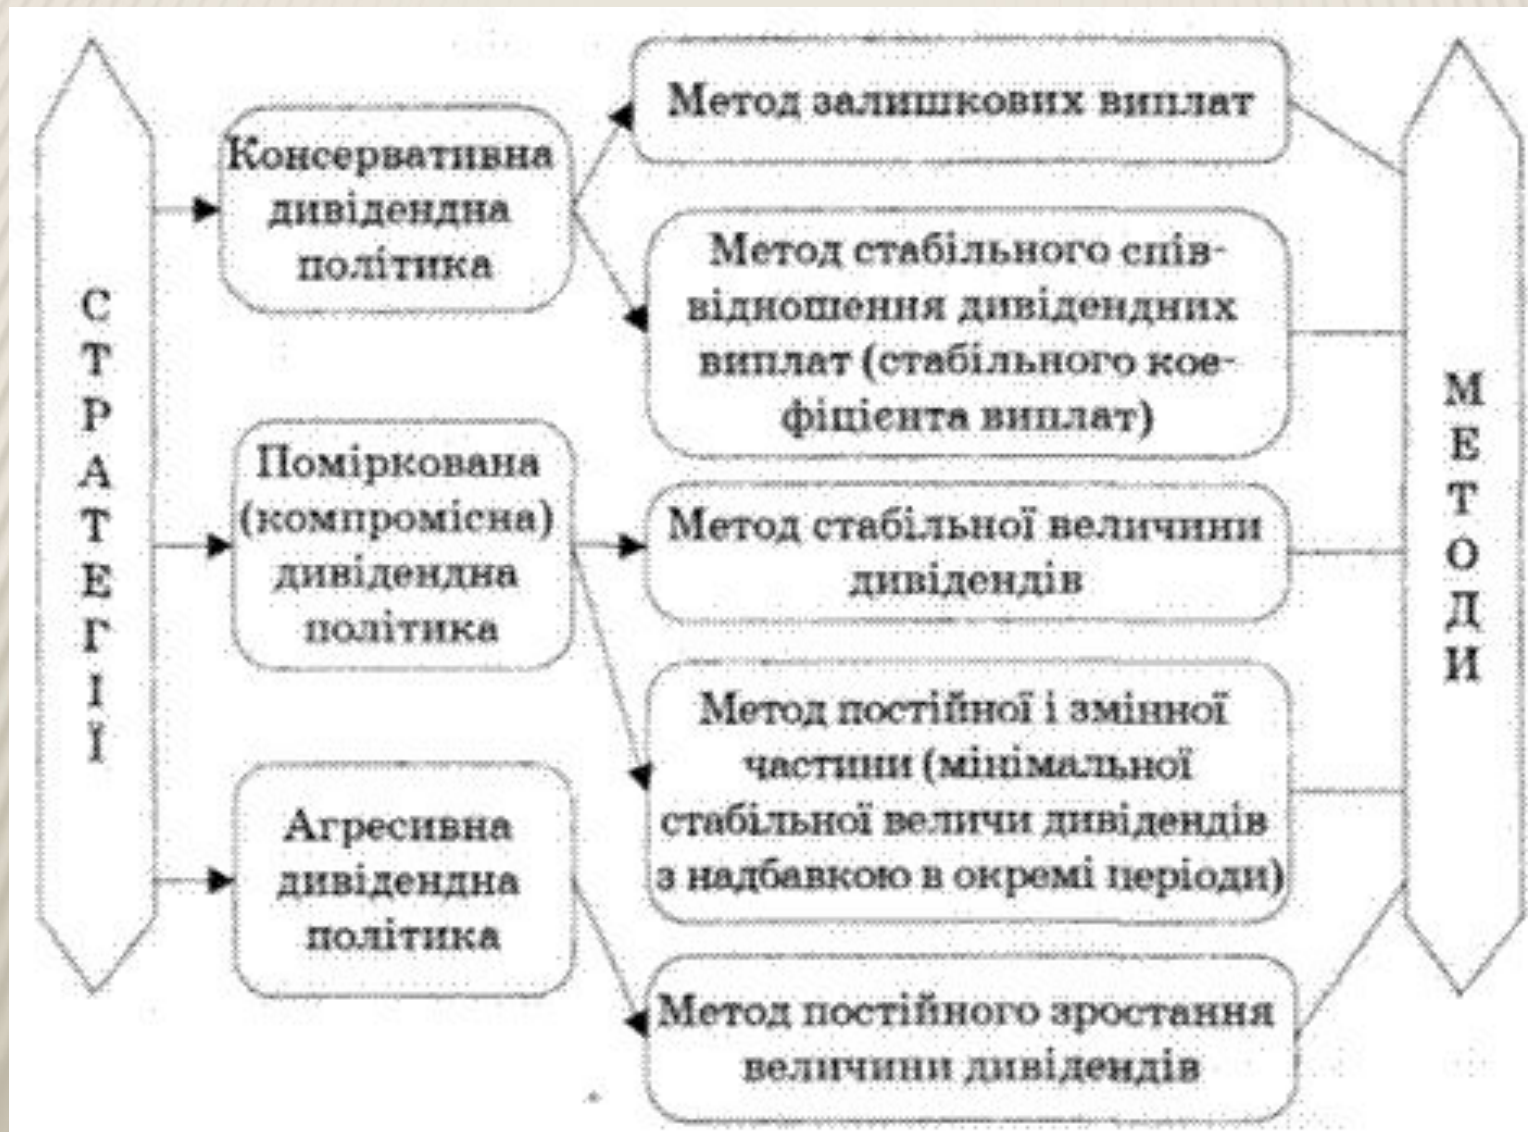 СТРАТЕГІЇ
Консервативна
дивідендна
політика
Поміркована
(компромісна)
дивідендна
політика
Агресивна
дивідендна
політика
Метод залишкових виплат
Метод стабільного спів-
відношення дивідендних
виплат (стабільного кое-
фіцієнта виплат)
Метод стабільної величини
дивідендів
Метод постійної і змінної
частини (мінімальної
стабільної величи дивідендів
з надбавкою в окремі періоди)
Метод постійного зростання
величини дивідендів
МЕТОДИ